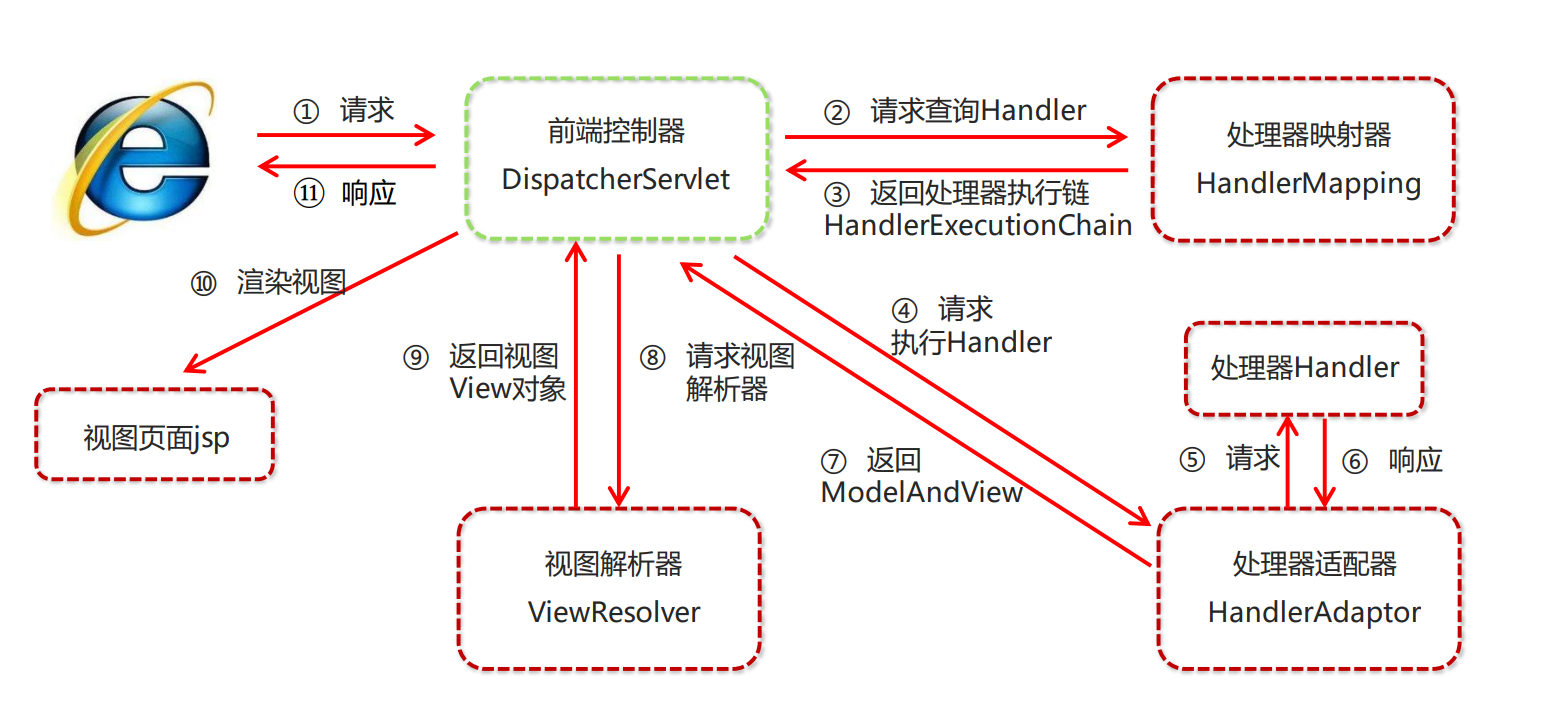 ① 请求
⑪ 响应
前端控制器
DispatcherServlet
② 请求查询Handler
③ 返回处理器执行链
HandlerExecutionChain
处理器映射器
HandlerMapping
⑩ 渲染视图
⑨ 返回视图
View对象
⑧ 请求视图
解析器
④ 请求
执行Handler
⑦ 返回
ModelAndView
处理器Handler
⑤ 请求
⑥ 响应
视图页面jsp
视图解析器
ViewResolver
处理器适配器
HandlerAdaptor